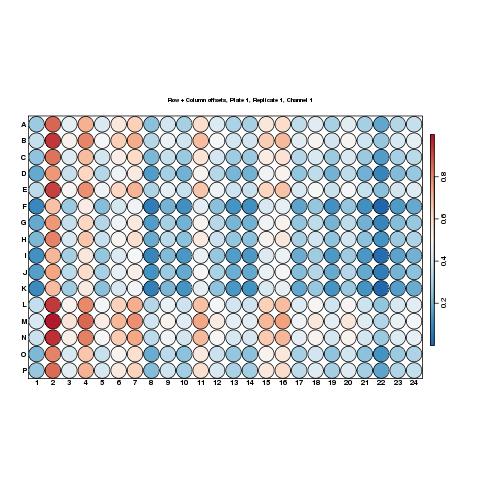 Row + Column offsets, Plate 1, Replicate 1, Channel 1
A
B
C
D
E
F
G
H
I
J
K
L
M
N
O
P
1 2 3 4 5 6 7 8 9 10 11 12 13 14 15 16 17 18 19 20 21 22 23 24
0.8
0.6
0.4
0.2